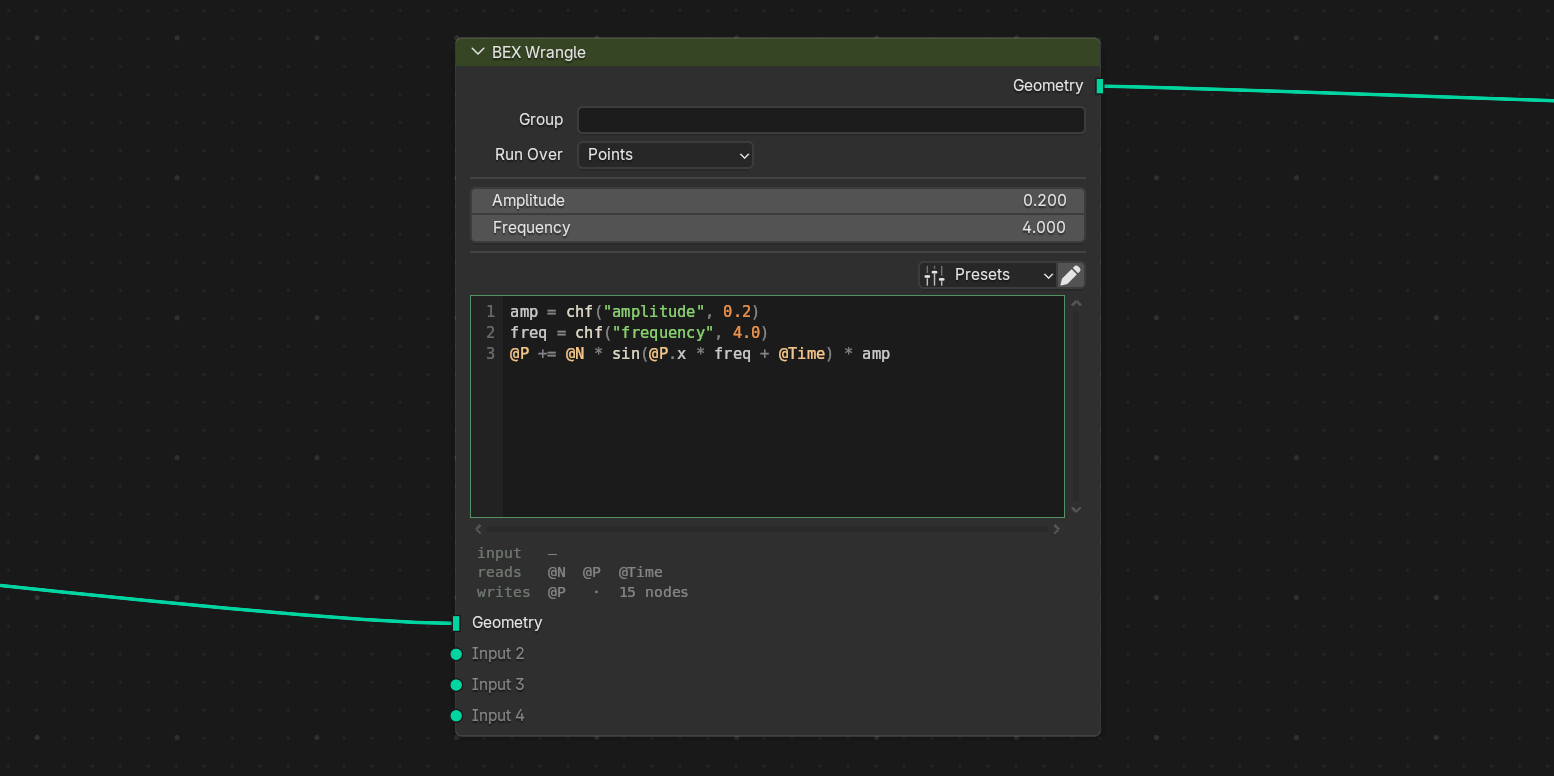 BEX Wrangle
Geometry
Group
Run Over Points
Amplitude 0.200
Frequency 4.000
Presets
1 amp = chf("amplitude", 0.2)
2 freq = chf("frequency", 4.0)
3 @P += @N * sin(@P.x * freq + @Time) * amp
input —
reads @N @P @Time
writes @P · 15 nodes
Geometry
Input 2
Input 3
Input 4